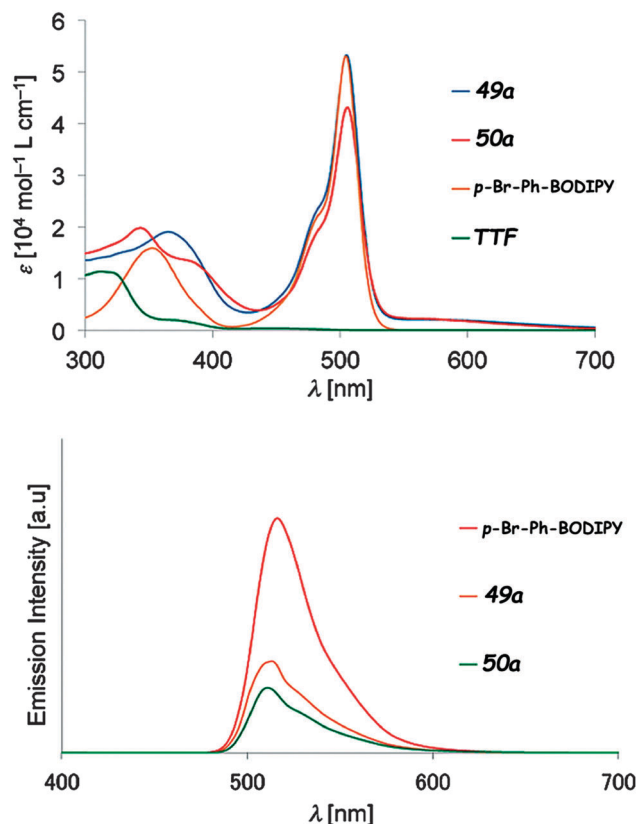 6
5
4
3
2
1
0
ε [10⁴ mol⁻¹ L cm⁻¹]
49a
50a
p-Br-Ph-BODIPY
TTF
300 400 500 600 700
λ [nm]
Emission Intensity [a.u]
p-Br-Ph-BODIPY
49a
50a
400 500 600 700
λ [nm]